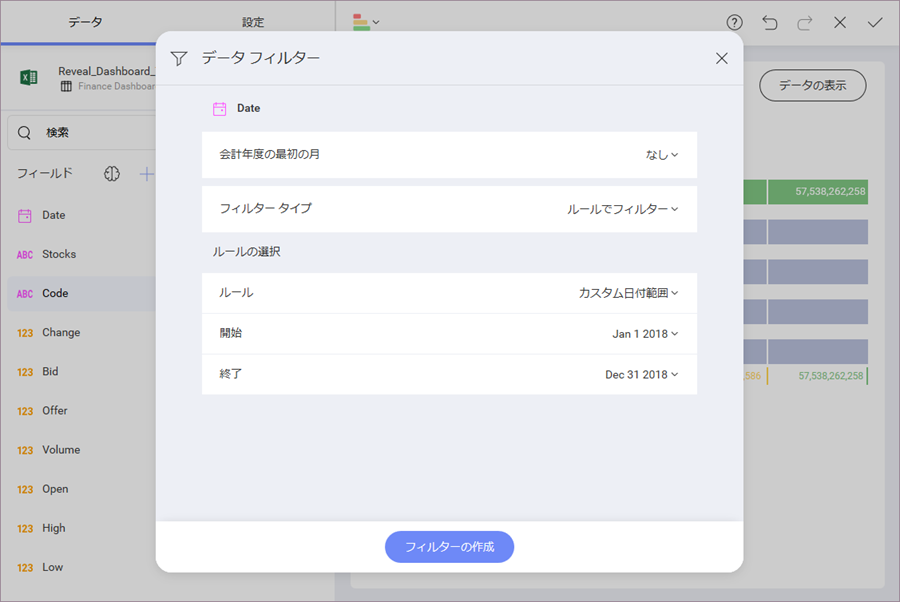 データ
設定
Reveal_Dashboard_
Finance Dashboar
検索
フィールド
Date
ABC Stocks
ABC Code
123 Change
123 Bid
123 Offer
123 Volume
123 Open
123 High
123 Low
データ フィルター
Date
会計年度の最初の月 なし
フィルター タイプ ルールでフィルター
ルールの選択
ルール カスタム日付範囲
開始 Jan 1 2018
終了 Dec 31 2018
フィルターの作成
データの表示
57,538,262,258
,586
57,538,262,258